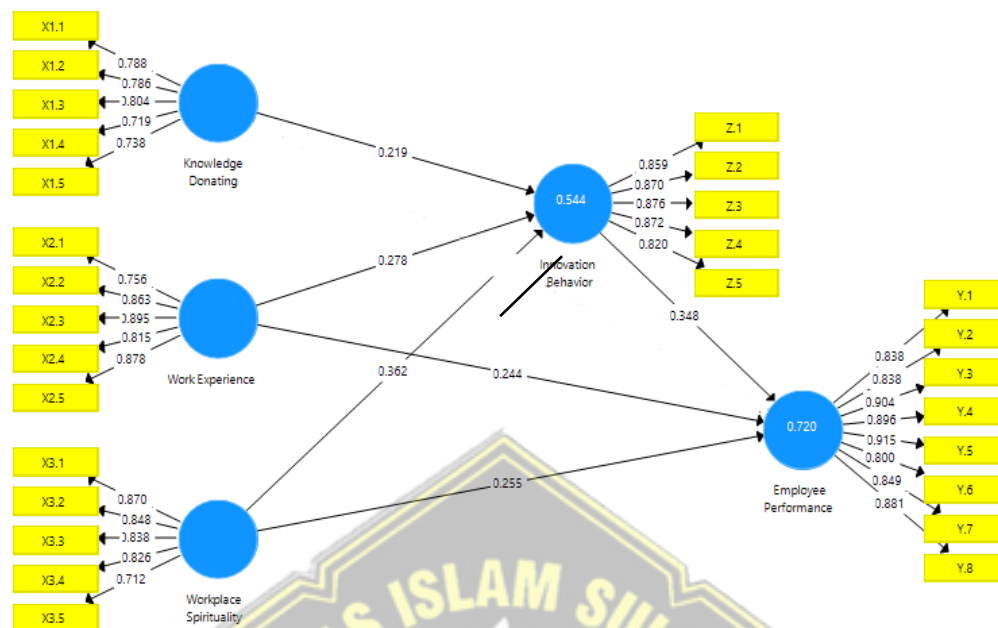 X1.1
X1.2
X1.3
X1.4
X1.5
0.788
0.786
0.804
0.719
0.738
Knowledge
Donating
0.219
X2.1
X2.2
X2.3
X2.4
X2.5
0.756
0.863
0.895
0.815
0.878
Work Experience
0.278
0.244
X3.1
X3.2
X3.3
X3.4
X3.5
0.870
0.848
0.838
0.826
0.712
Workplace
Spirituality
0.362
0.255
0.544
Innovation
Behavior
0.859
0.870
0.876
0.872
0.820
Z.1
Z.2
Z.3
Z.4
Z.5
0.348
0.720
Employee
Performance
0.838
0.838
0.904
0.896
0.915
0.800
0.849
0.881
Y.1
Y.2
Y.3
Y.4
Y.5
Y.6
Y.7
Y.8
ISLAM